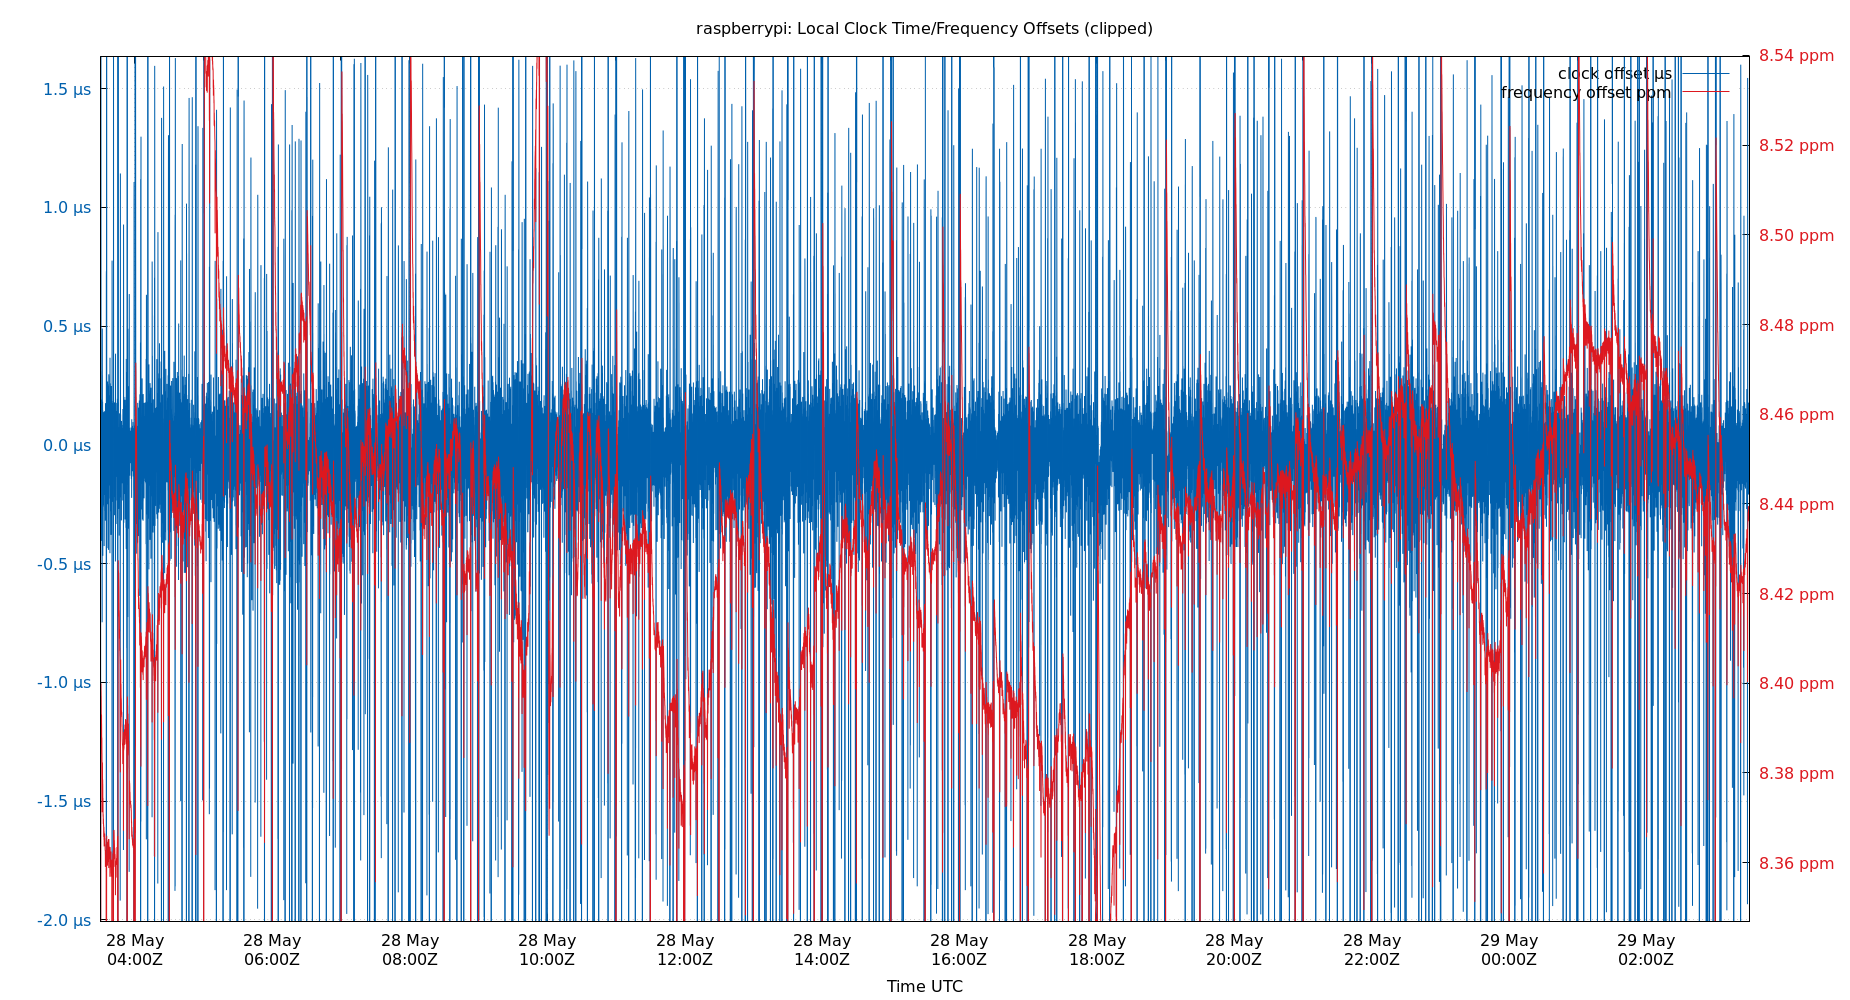 raspberrypi: Local Clock Time/Frequency Offsets (clipped)
clock offset µs
frequency offset ppm
1.5 µs
1.0 µs
0.5 µs
0.0 µs
-0.5 µs
-1.0 µs
-1.5 µs
-2.0 µs
8.54 ppm
8.52 ppm
8.50 ppm
8.48 ppm
8.46 ppm
8.44 ppm
8.42 ppm
8.40 ppm
8.38 ppm
8.36 ppm
28 May 28 May 28 May 28 May 28 May 28 May 28 May 28 May 28 May 28 May 29 May 29 May
04:00Z 06:00Z 08:00Z 10:00Z 12:00Z 14:00Z 16:00Z 18:00Z 20:00Z 22:00Z 00:00Z 02:00Z
Time UTC